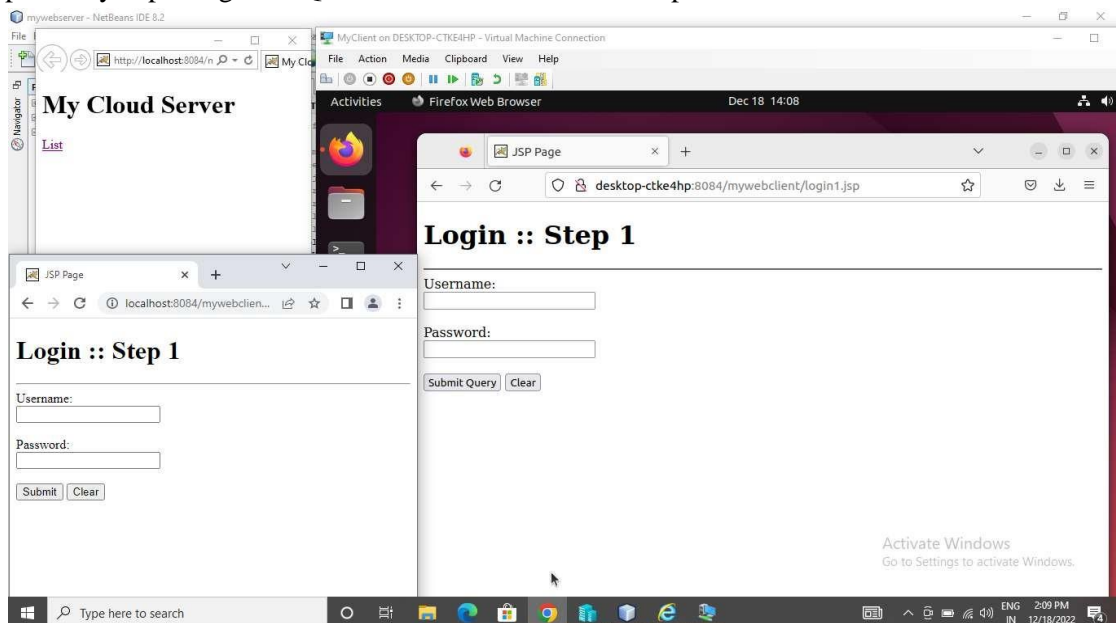 mywebserver - NetBeans IDE 8.2
File
http://localhost:8084/n
My Clo
Navigator
My Cloud Server
List
MyClient on DESKTOP-CTKE4HP - Virtual Machine Connection
File Action Media Clipboard View Help
Activities Firefox Web Browser Dec 18 14:08
JSP Page
desktop-ctke4hp:8084/mywebclient/login1.jsp
Login :: Step 1
Username:
Password:
Submit Query Clear
JSP Page
localhost:8084/mywebclien...
Login :: Step 1
Username:
Password:
Submit Clear
Activate Windows
Go to Settings to activate Windows.
Type here to search
ENG 2:09 PM
IN 12/18/2022